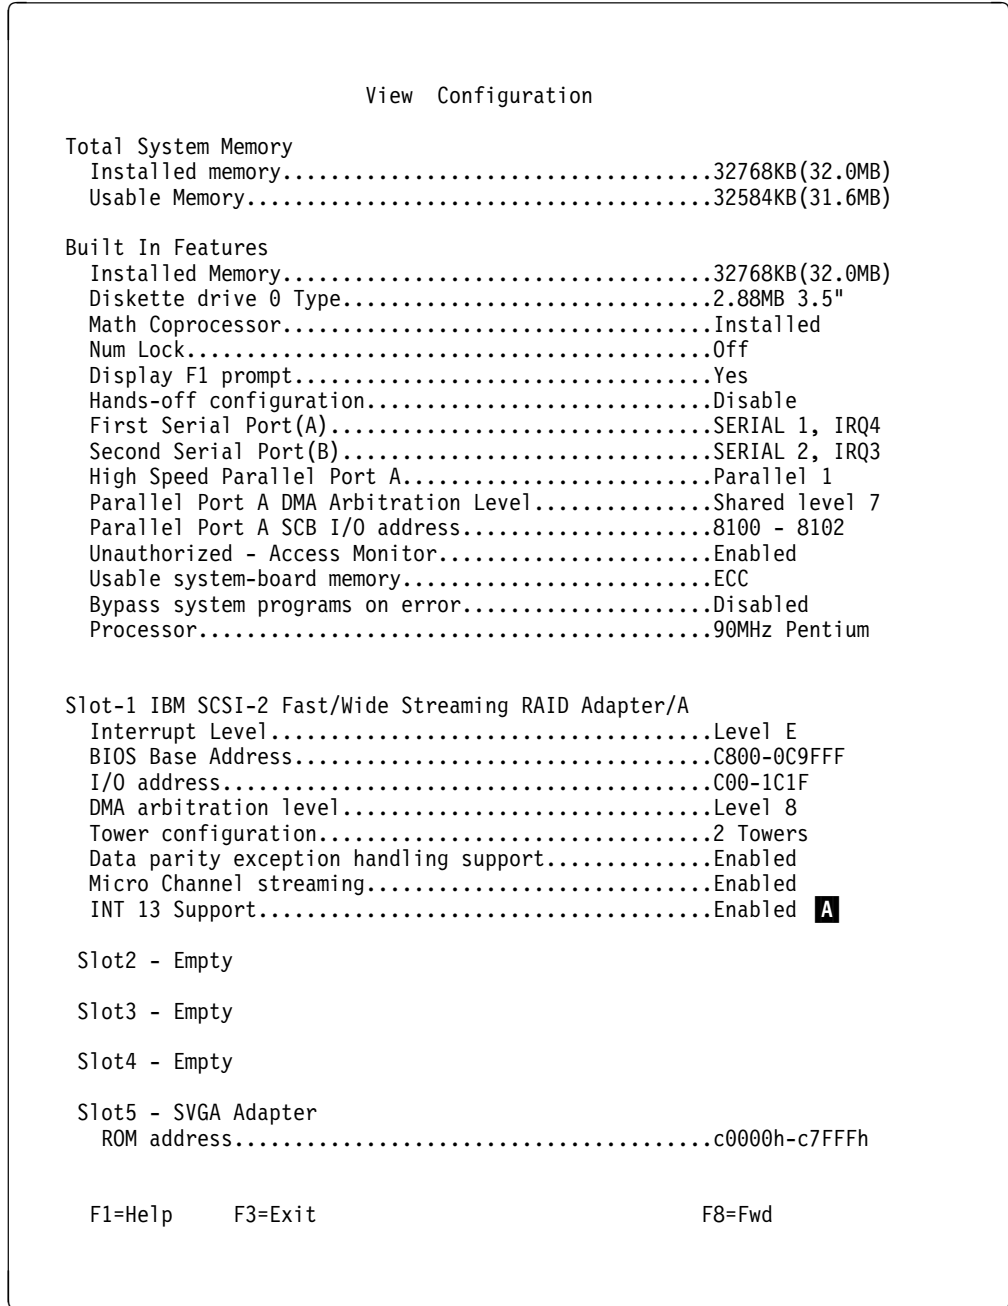 View Configuration
Total System Memory
Installed memory....................................32768KB(32.0MB)
Usable Memory.......................................32584KB(31.6MB)
Built In Features
Installed Memory....................................32768KB(32.0MB)
Diskette drive 0 Type...............................2.88MB 3.5"
Math Coprocessor....................................Installed
Num Lock............................................Off
Display F1 prompt...................................Yes
Hands-off configuration.............................Disable
First Serial Port(A)................................SERIAL 1, IRQ4
Second Serial Port(B)...............................SERIAL 2, IRQ3
High Speed Parallel Port A..........................Parallel 1
Parallel Port A DMA Arbitration Level...............Shared level 7
Parallel Port A SCB I/O address.....................8100 - 8102
Unauthorized - Access Monitor.......................Enabled
Usable system-board memory..........................ECC
Bypass system programs on error.....................Disabled
Processor...........................................90MHz Pentium
Slot-1 IBM SCSI-2 Fast/Wide Streaming RAID Adapter/A
Interrupt Level.....................................Level E
BIOS Base Address...................................C800-0C9FFF
I/O address.........................................C00-1C1F
DMA arbitration level...............................Level 8
Tower configuration.................................2 Towers
Data parity exception handling support..............Enabled
Micro Channel streaming.............................Enabled
INT 13 Support......................................Enabled A
Slot2 - Empty
Slot3 - Empty
Slot4 - Empty
Slot5 - SVGA Adapter
ROM address........................................c0000h-c7FFFh
F1=Help F3=Exit F8=Fwd